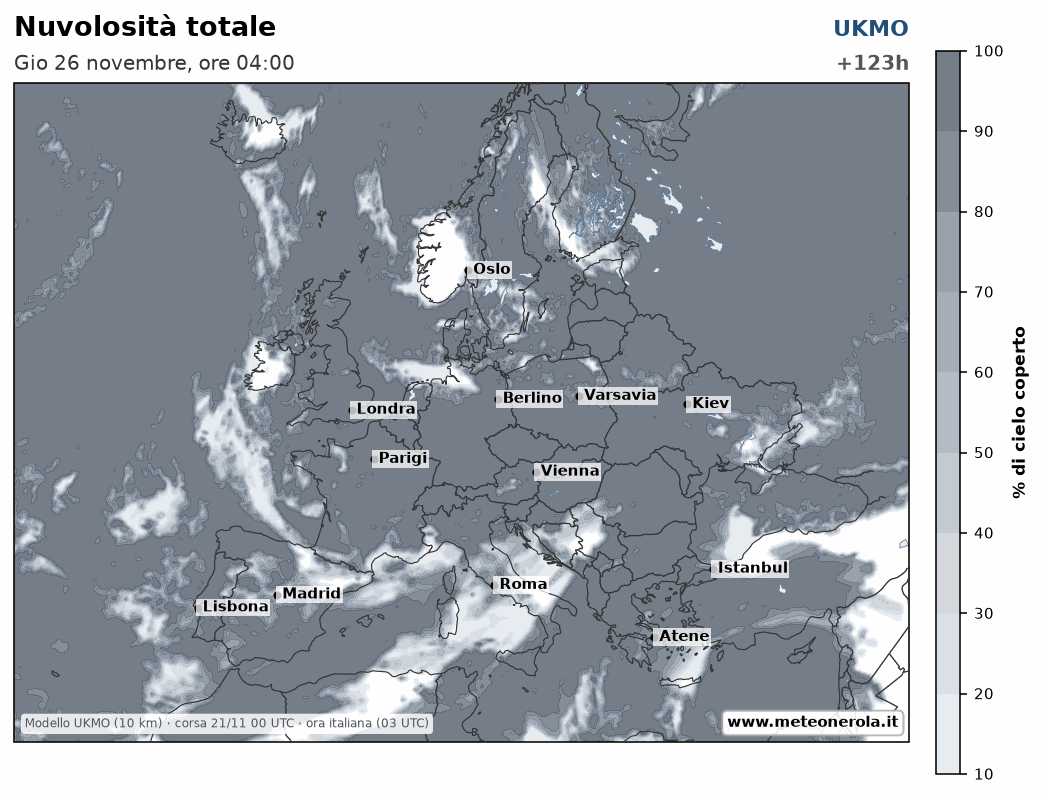 Nuvolosità totale
UKMO
Gio 26 novembre, ore 04:00
+123h
100
90
80
70
60
50
40
30
20
10
% di cielo coperto
Oslo
Londra
Berlino
Varsavia
Kiev
Parigi
Vienna
Istanbul
Roma
Madrid
Lisbona
Atene
Modello UKMO (10 km) · corsa 21/11 00 UTC · ora italiana (03 UTC)
www.meteonerola.it